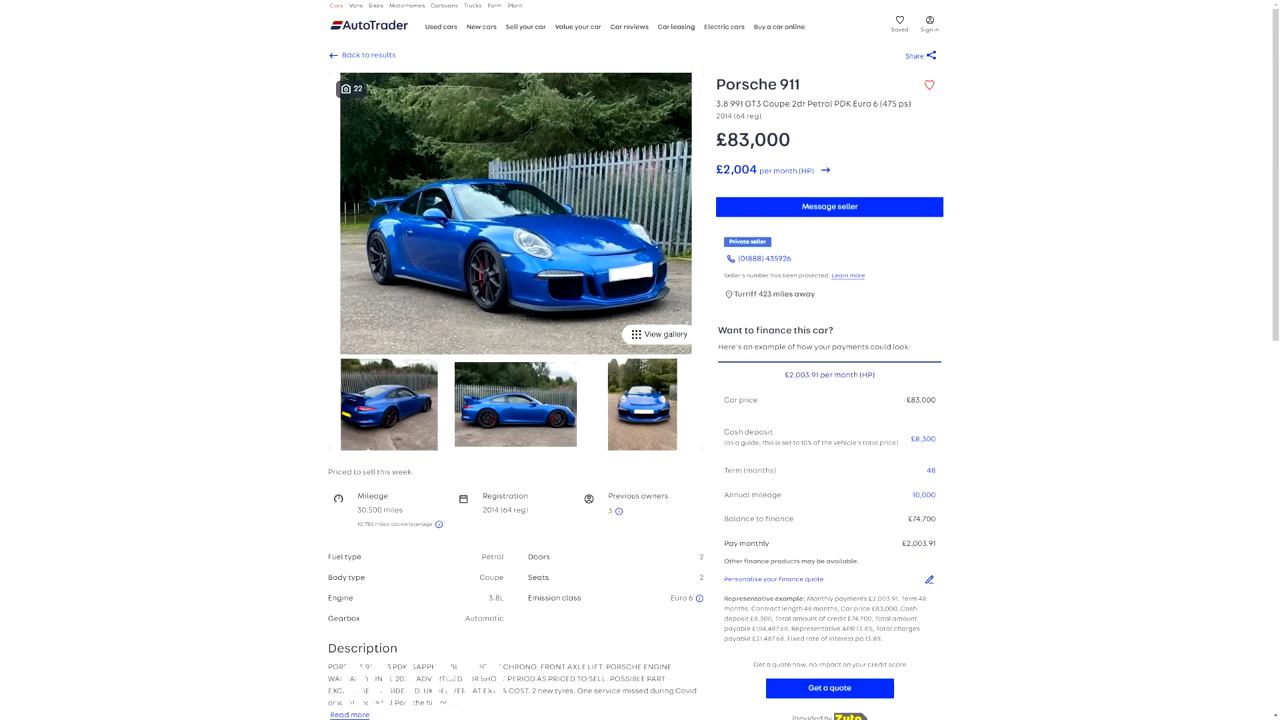 Cars Vans Bikes Motorhomes Caravans Trucks Farm Plant
AutoTrader
Used cars New cars Sell your car Value your car Car reviews Car leasing Electric cars Buy a car online
Saved Sign in
Back to results
Share
22
View gallery
Porsche 911
3.8 991 GT3 Coupe 2dr Petrol PDK Euro 6 (475 ps)
2014 (64 reg)
£83,000
£2,004 per month (HP)
Message seller
Private seller
(01888) 435926
Seller's number has been protected. Learn more
Turriff 423 miles away
Want to finance this car?
Here's an example of how your payments could look:
£2,003.91 per month (HP)
Car price £83,000
Cash deposit
(as a guide, this is set to 10% of the vehicle's total price) £8,300
Term (months) 48
Annual mileage 10,000
Balance to finance £74,700
Pay monthly £2,003.91
Other finance products may be available.
Personalise your finance quote
Representative example: Monthly payments £2,003.91, Term 48
months, Contract length 48 months, Car price £83,000, Cash
deposit £8,300, Total amount of credit £74,700, Total amount
payable £104,487.68, Representative APR 13.8%, Total charges
payable £21,487.68, Fixed rate of interest pa 13.8%.
Get a quote now, no impact on your credit score
Get a quote
Provided by Zuto
Priced to sell this week.
Mileage
30,500 miles
10,785 miles above average
Registration
2014 (64 reg)
Previous owners
3
Fuel type Petrol
Doors 2
Body type Coupe
Seats 2
Engine 3.8L
Emission class Euro 6
Gearbox Automatic
Description
CHRONO. FRONT AXLE LIFT. PORSCHE ENGINE
PERIOD AS PRICED TO SELL. POSSIBLE PART
COST. 2 new tyres. One service missed during Covid
Read more